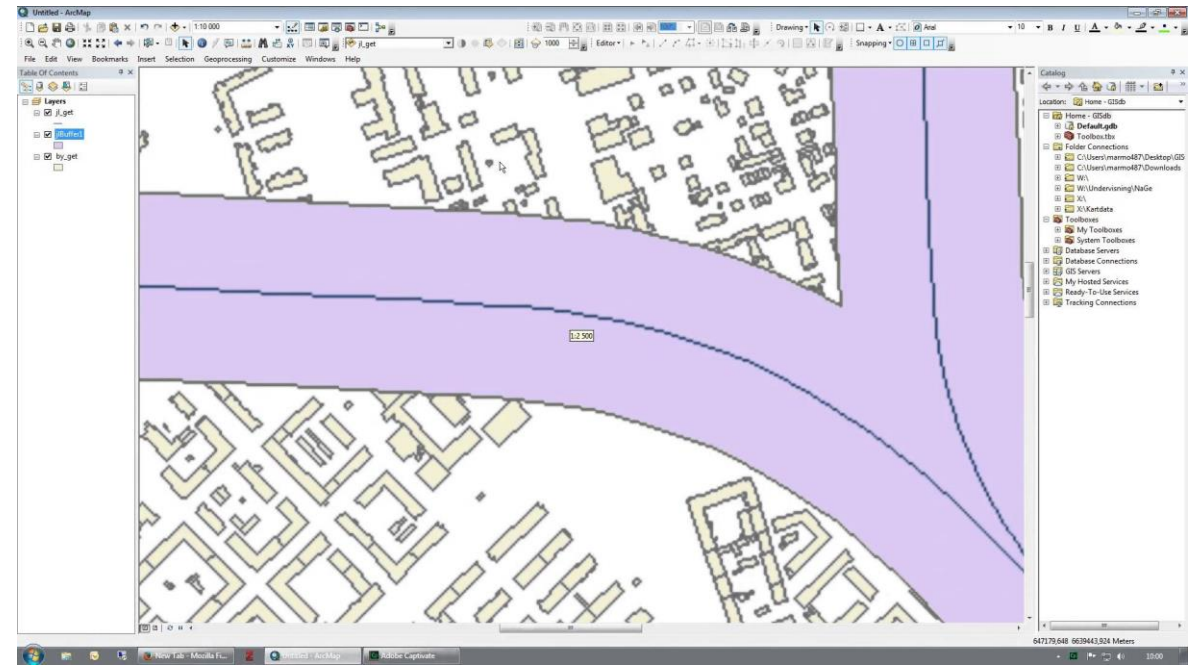 Untitled - ArcMap
1:10 000
Drawing
A
Arial
10
B I U A
jl_get
1000
Editor
Snapping
File Edit View Bookmarks Insert Selection Geoprocessing Customize Windows Help
Table Of Contents
Layers
jl_get
jlBuffer1
by_get
1:2 500
Catalog
Location: Home - GISdb
Home - GISdb
Default.gdb
Toolbox.tbx
Folder Connections
C:\Users\marmo487\Desktop\GIS
C:\Users\marmo487\Downloads
W:\
W:\Undervisning\NaGe
X:\
X:\Kartdata
Toolboxes
My Toolboxes
System Toolboxes
Database Servers
Database Connections
GIS Servers
My Hosted Services
Ready-To-Use Services
Tracking Connections
647179,648 6639443,924 Meters
New Tab - Mozilla Fi...
Untitled - ArcMap
Adobe Captivate
10:00